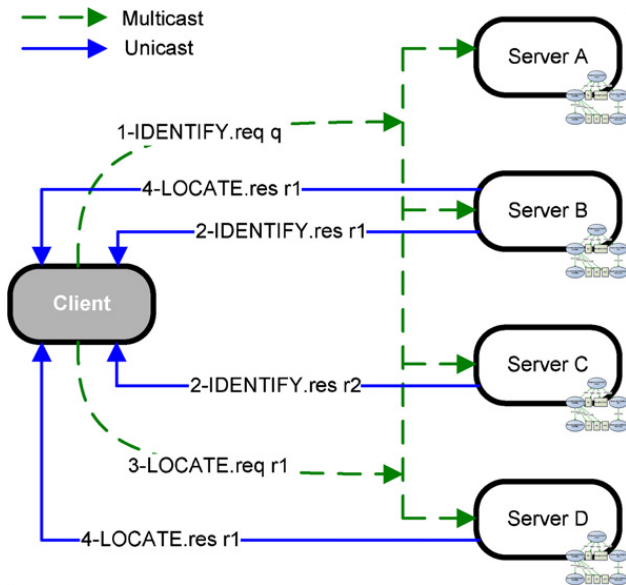 Multicast
Unicast
Server A
1-IDENTIFY.req q
4-LOCATE.res r1
Server B
2-IDENTIFY.res r1
Client
Server C
2-IDENTIFY.res r2
3-LOCATE.req r1
Server D
4-LOCATE.res r1